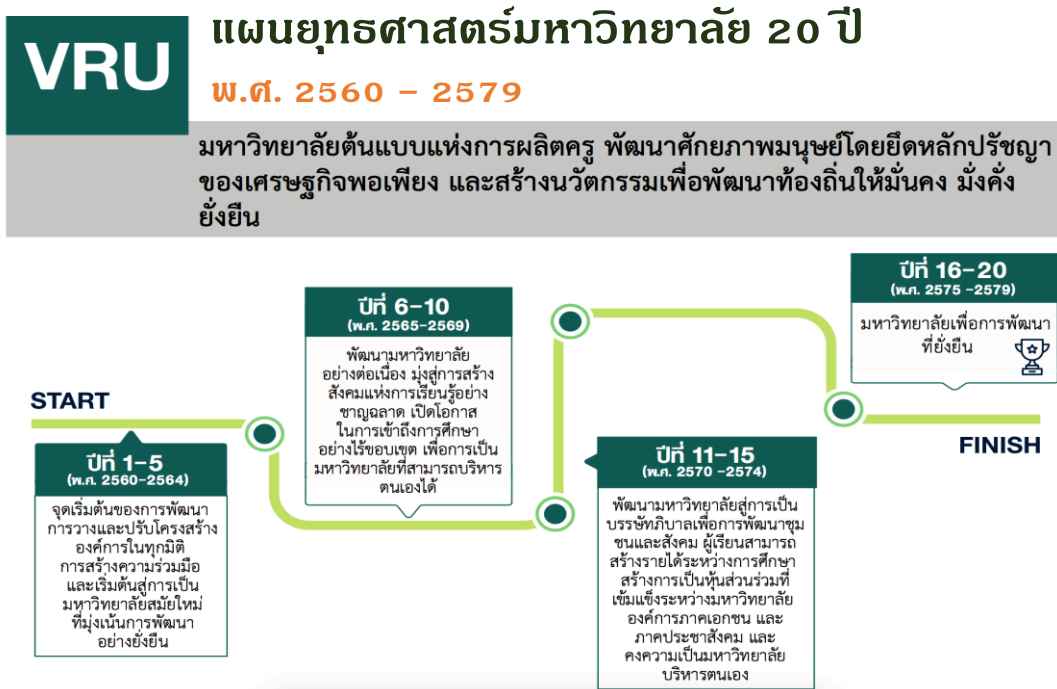 VRU
แผนยุทธศาสตร์มหาวิทยาลัย 20 ปี
พ.ศ. 2560 – 2579
มหาวิทยาลัยต้นแบบแห่งการผลิตครู พัฒนาศักยภาพมนุษย์โดยยึดหลักปรัชญา
ของเศรษฐกิจพอเพียง และสร้างนวัตกรรมเพื่อพัฒนาท้องถิ่นให้มั่นคง มั่งคั่ง
ยั่งยืน
START
ปีที่ 1-5
(พ.ศ. 2560-2564)
จุดเริ่มต้นของการพัฒนา
การวางและปรับโครงสร้าง
องค์การในทุกมิติ
การสร้างความร่วมมือ
และเริ่มต้นสู่การเป็น
มหาวิทยาลัยสมัยใหม่
ที่มุ่งเน้นการพัฒนา
อย่างยั่งยืน
ปีที่ 6-10
(พ.ศ. 2565-2569)
พัฒนามหาวิทยาลัย
อย่างต่อเนื่อง มุ่งสู่การสร้าง
สังคมแห่งการเรียนรู้อย่าง
ชาญฉลาด เปิดโอกาส
ในการเข้าถึงการศึกษา
อย่างไร้ขอบเขต เพื่อการเป็น
มหาวิทยาลัยที่สามารถบริหาร
ตนเองได้
ปีที่ 11-15
(พ.ศ. 2570 -2574)
พัฒนามหาวิทยาลัยสู่การเป็น
บรรษัทภิบาลเพื่อการพัฒนาชุม
ชนและสังคม ผู้เรียนสามารถ
สร้างรายได้ระหว่างการศึกษา
สร้างการเป็นหุ้นส่วนร่วมที่
เข้มแข็งระหว่างมหาวิทยาลัย
องค์การภาคเอกชน และ
ภาคประชาสังคม และ
คงความเป็นมหาวิทยาลัย
บริหารตนเอง
ปีที่ 16-20
(พ.ศ. 2575 -2579)
มหาวิทยาลัยเพื่อการพัฒนา
ที่ยั่งยืน
FINISH